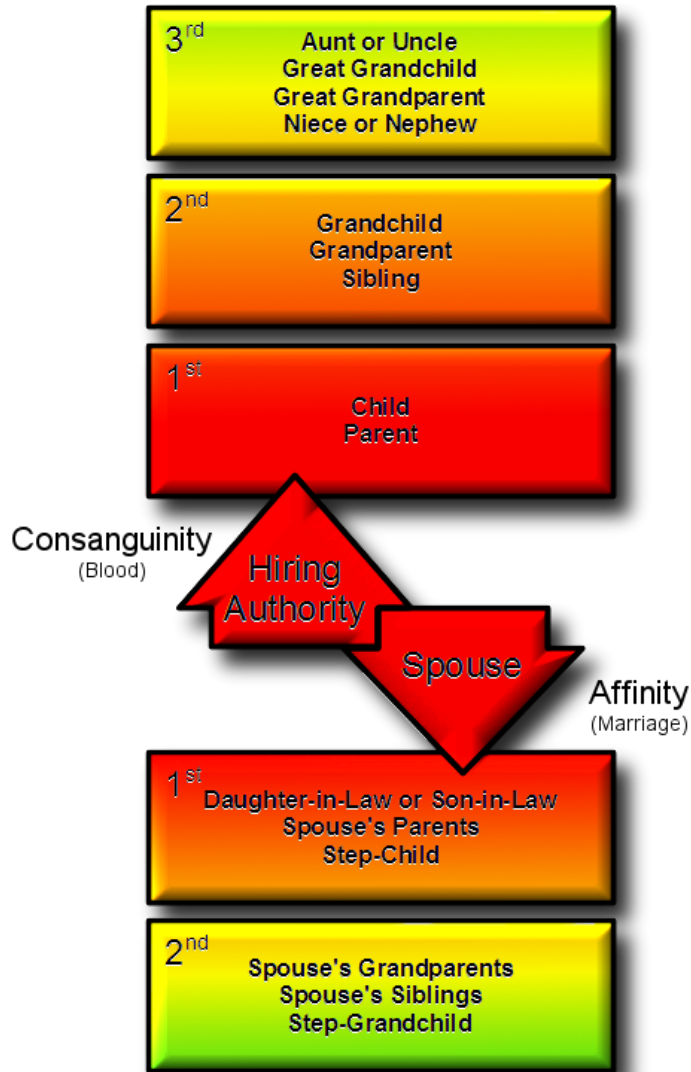 3rd
Aunt or Uncle
Great Grandchild
Great Grandparent
Niece or Nephew
2nd
Grandchild
Grandparent
Sibling
1st
Child
Parent
Consanguinity
(Blood)
Hiring
Authority
Spouse
Affinity
(Marriage)
1st
Daughter-in-Law or Son-in-Law
Spouse's Parents
Step-Child
2nd
Spouse's Grandparents
Spouse's Siblings
Step-Grandchild